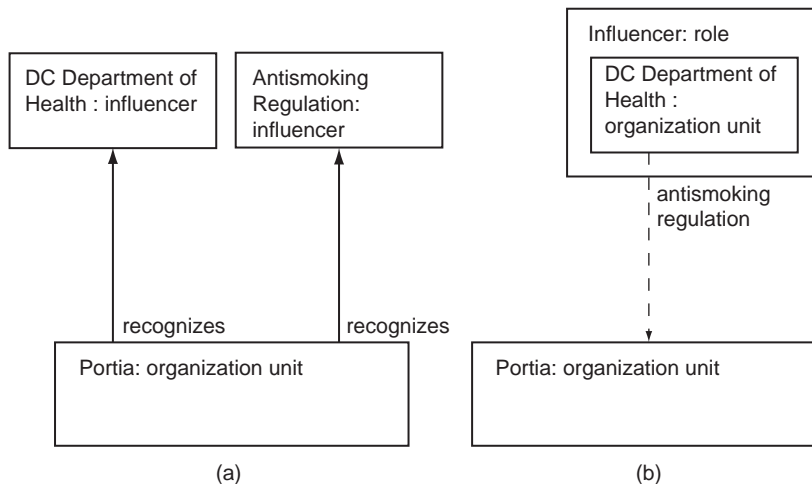 DC Department of
Health : influencer
Antismoking
Regulation:
influencer
recognizes
recognizes
Portia: organization unit
(a)
Influencer: role
DC Department of
Health :
organization unit
antismoking
regulation
Portia: organization unit
(b)